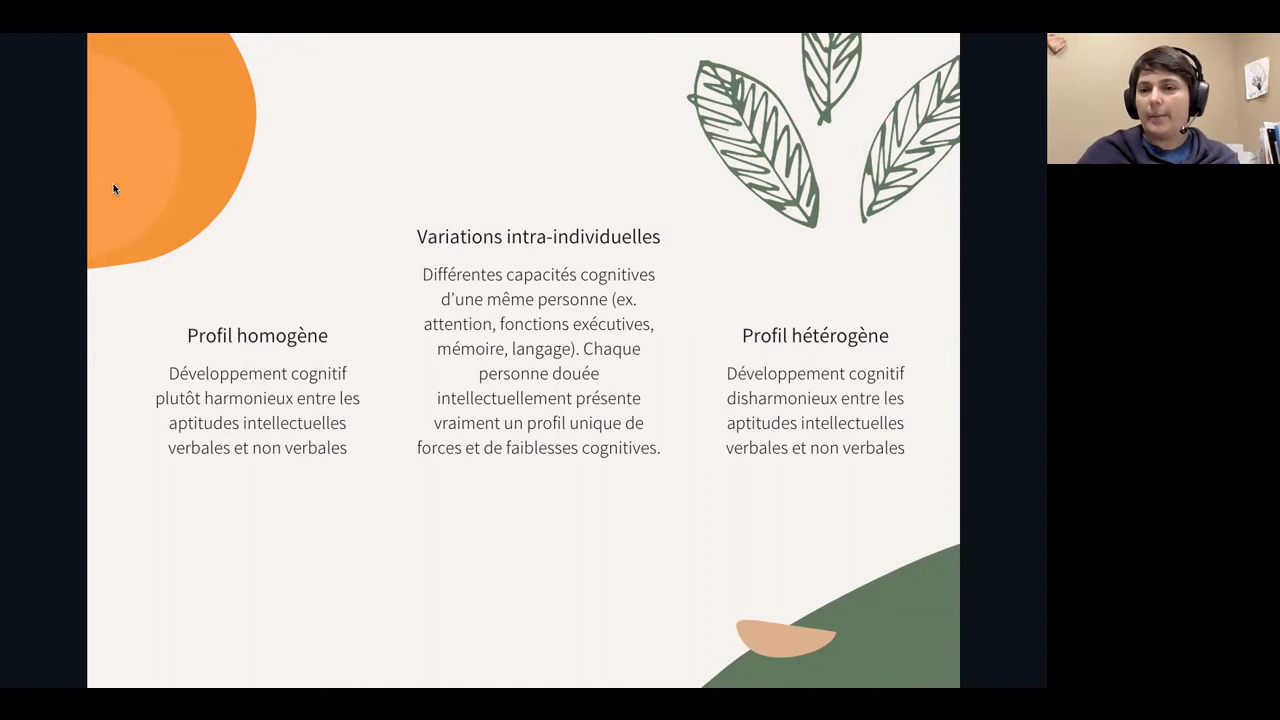 Profil homogène
Développement cognitif
plutôt harmonieux entre les
aptitudes intellectuelles
verbales et non verbales
Variations intra-individuelles
Différentes capacités cognitives
d’une même personne (ex.
attention, fonctions exécutives,
mémoire, langage). Chaque
personne douée
intellectuellement présente
vraiment un profil unique de
forces et de faiblesses cognitives.
Profil hétérogène
Développement cognitif
disharmonieux entre les
aptitudes intellectuelles
verbales et non verbales